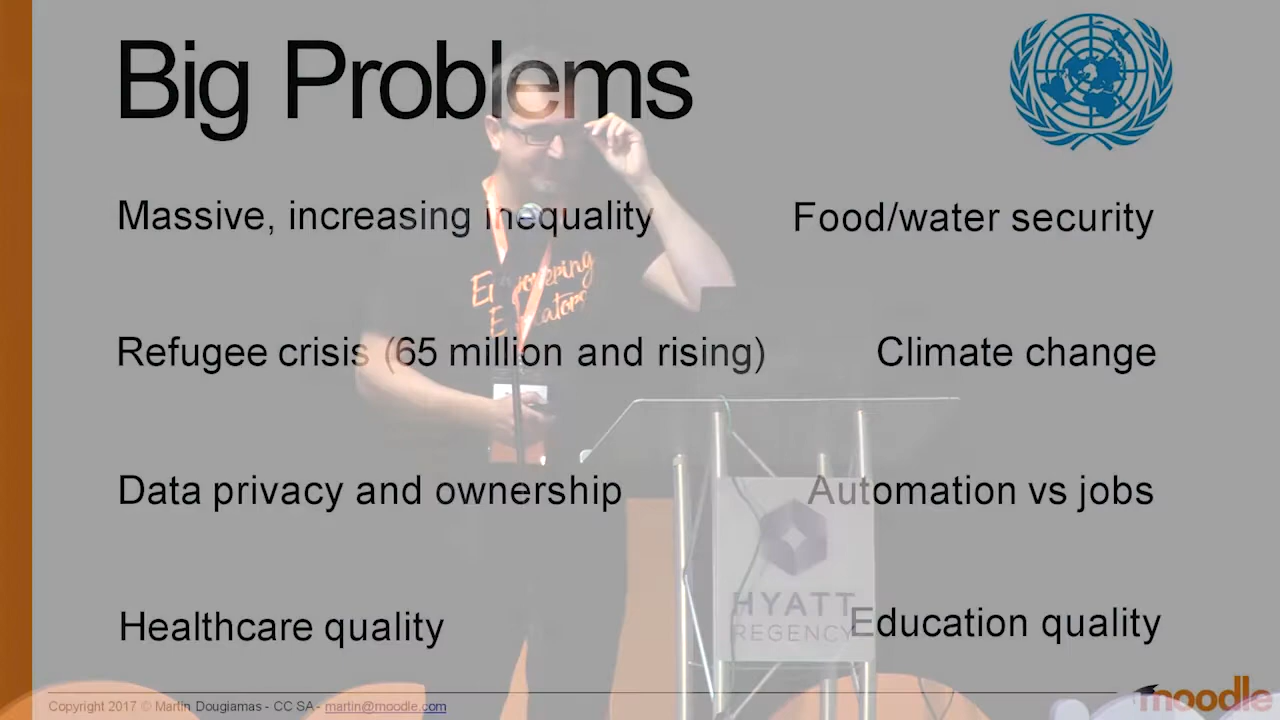 Big Problems
Massive, increasing inequality
Food/water security
Empowering
Educators
Refugee crisis (65 million and rising)
Climate change
Data privacy and ownership
Automation vs jobs
HYATT
REGENCY
Healthcare quality
Education quality
Copyright 2017 © Martin Dougiamas - CC SA - martin@moodle.com
moodle